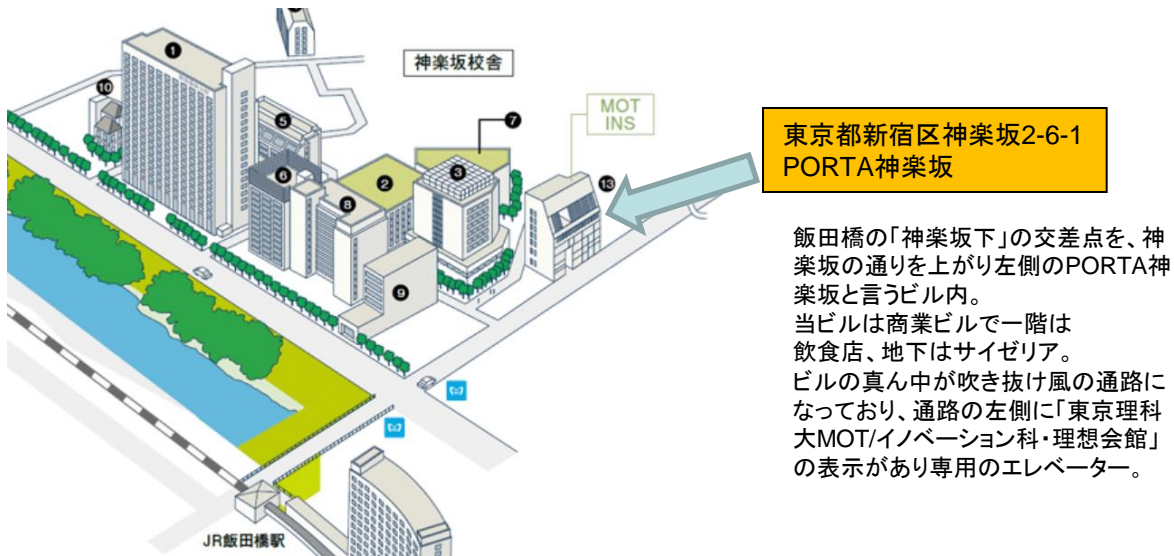 ❶
神楽坂校舎
❿
MOT
INS
❺
❼
東京都新宿区神楽坂2-6-1
PORTA神楽坂
❻
❷
❸
⓭
❽
❾
飯田橋の「神楽坂下」の交差点を、神
楽坂の通りを上がり左側のPORTA神
楽坂と言うビル内。
当ビルは商業ビルで一階は
飲食店、地下はサイゼリア。
ビルの真ん中が吹き抜け風の通路に
なっており、通路の左側に「東京理科
大MOT/イノベーション科・理想会館」
の表示があり専用のエレベーター。
JR飯田橋駅